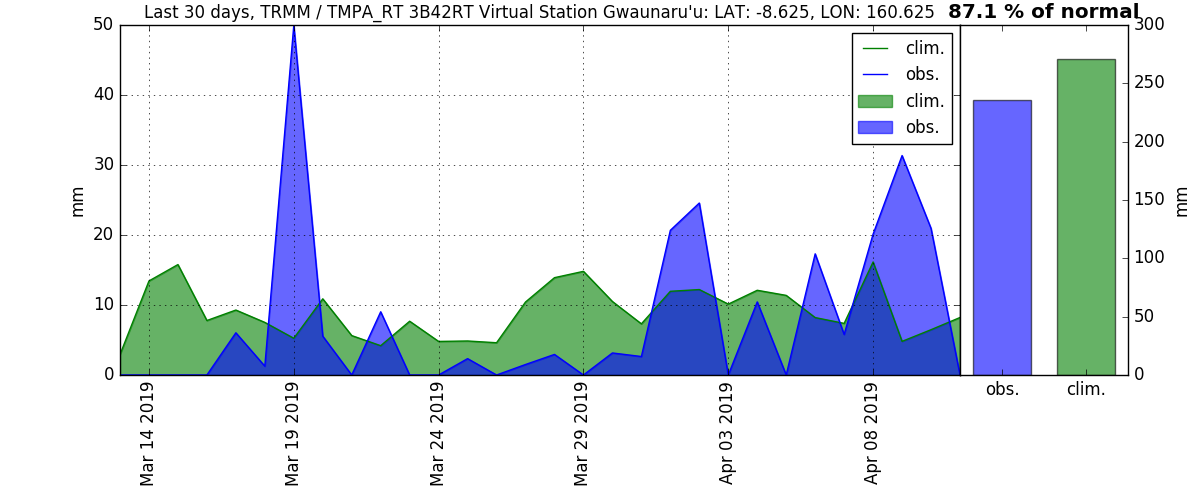 Last 30 days, TRMM / TMPA_RT 3B42RT Virtual Station Gwaunaru'u: LAT: -8.625, LON: 160.625
87.1 % of normal
50
40
30
20
10
0
mm
clim.
obs.
clim.
obs.
Mar 14 2019
Mar 19 2019
Mar 24 2019
Mar 29 2019
Apr 03 2019
Apr 08 2019
300
250
200
150
100
50
0
mm
obs.
clim.